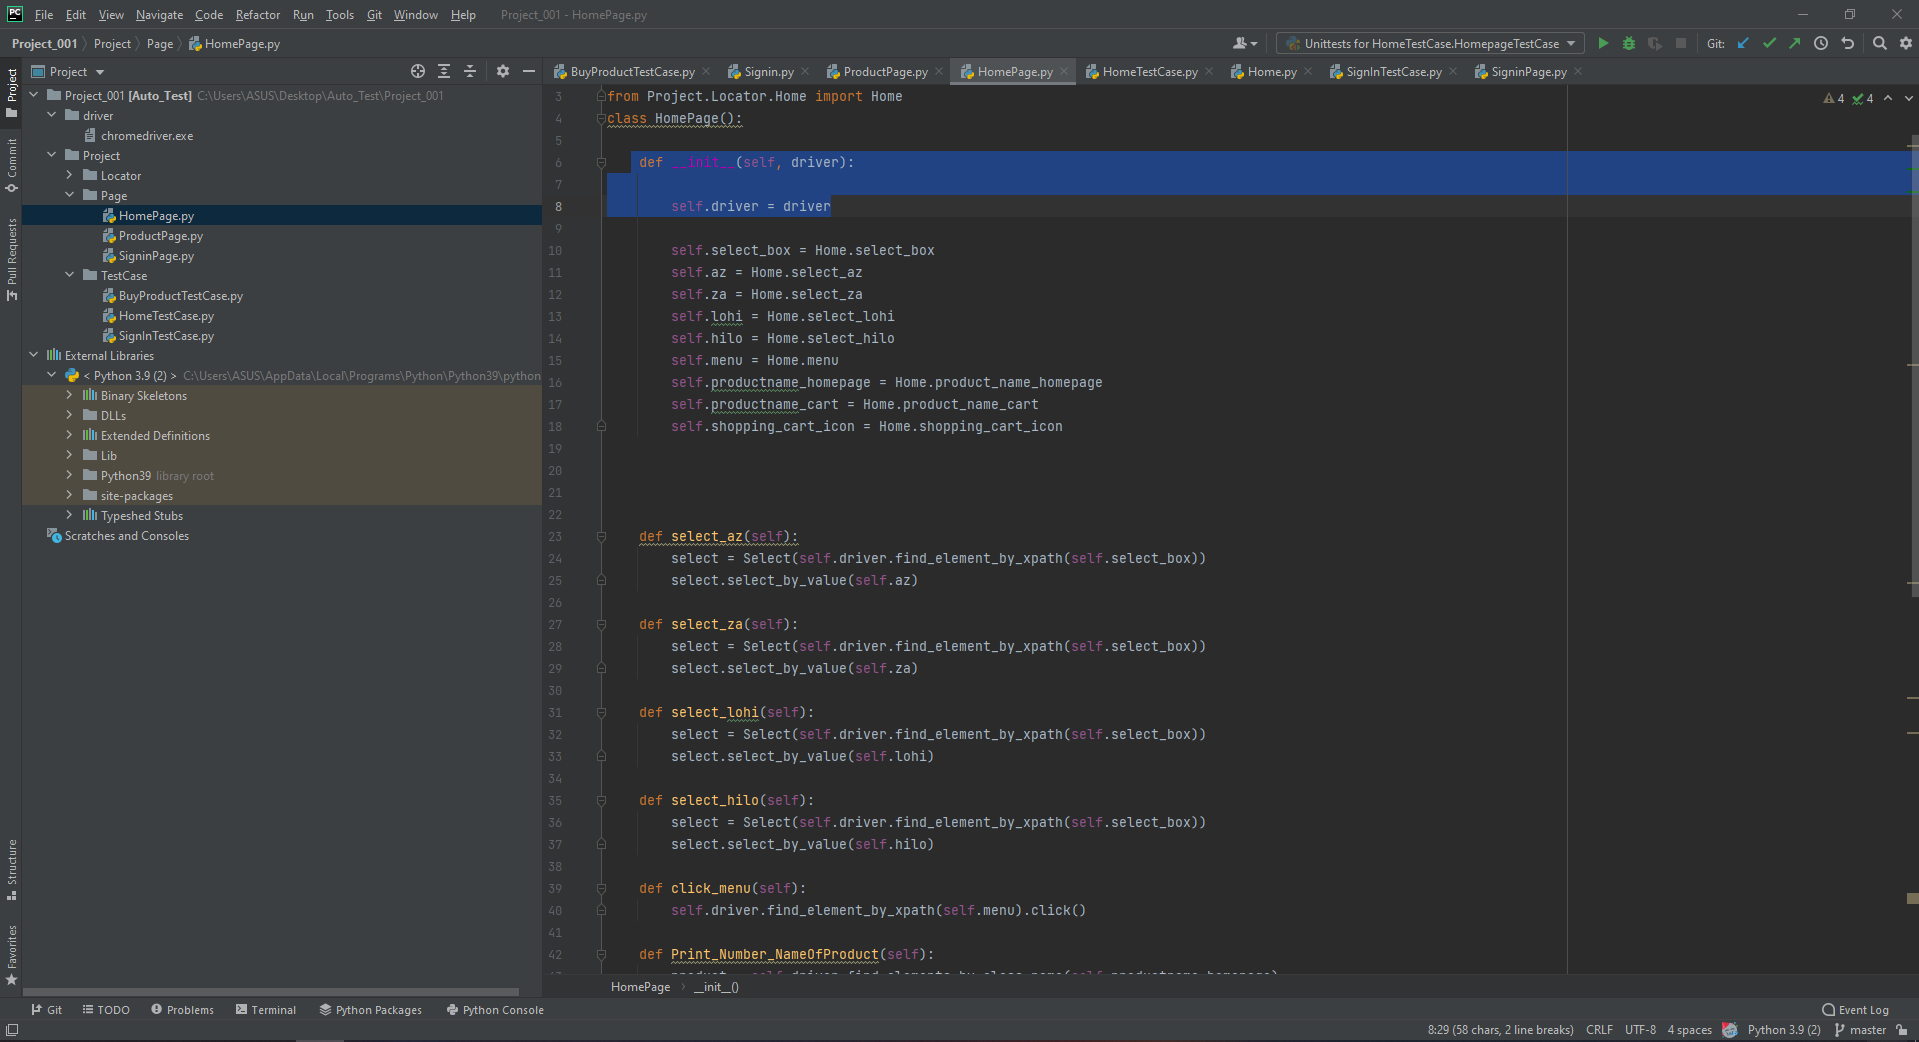 PC File Edit View Navigate Code Refactor Run Tools Git Window Help Project_001 - HomePage.py
Project_001 Project Page HomePage.py Unittests for HomeTestCase.HomepageTestCase Git:
Project
BuyProductTestCase.py Signin.py ProductPage.py HomePage.py HomeTestCase.py Home.py SignInTestCase.py SigninPage.py
Project
Commit
Pull Requests
Structure
Favorites
Project_001 [Auto_Test] C:\Users\ASUS\Desktop\Auto_Test\Project_001
driver
chromedriver.exe
Project
Locator
Page
HomePage.py
ProductPage.py
SigninPage.py
TestCase
BuyProductTestCase.py
HomeTestCase.py
SignInTestCase.py
External Libraries
< Python 3.9 (2) > C:\Users\ASUS\AppData\Local\Programs\Python\Python39\python
Binary Skeletons
DLLs
Extended Definitions
Lib
Python39 library root
site-packages
Typeshed Stubs
Scratches and Consoles
4 4
3 from Project.Locator.Home import Home
4 class HomePage():
5
6 def __init__(self, driver):
7
8 self.driver = driver
9
10 self.select_box = Home.select_box
11 self.az = Home.select_az
12 self.za = Home.select_za
13 self.lohi = Home.select_lohi
14 self.hilo = Home.select_hilo
15 self.menu = Home.menu
16 self.productname_homepage = Home.product_name_homepage
17 self.productname_cart = Home.product_name_cart
18 self.shopping_cart_icon = Home.shopping_cart_icon
19
20
21
22
23 def select_az(self):
24 select = Select(self.driver.find_element_by_xpath(self.select_box))
25 select.select_by_value(self.az)
26
27 def select_za(self):
28 select = Select(self.driver.find_element_by_xpath(self.select_box))
29 select.select_by_value(self.za)
30
31 def select_lohi(self):
32 select = Select(self.driver.find_element_by_xpath(self.select_box))
33 select.select_by_value(self.lohi)
34
35 def select_hilo(self):
36 select = Select(self.driver.find_element_by_xpath(self.select_box))
37 select.select_by_value(self.hilo)
38
39 def click_menu(self):
40 self.driver.find_element_by_xpath(self.menu).click()
41
42 def Print_Number_NameOfProduct(self):
HomePage __init__()
Git TODO Problems Terminal Python Packages Python Console Event Log
8:29 (58 chars, 2 line breaks) CRLF UTF-8 4 spaces Python 3.9 (2) master